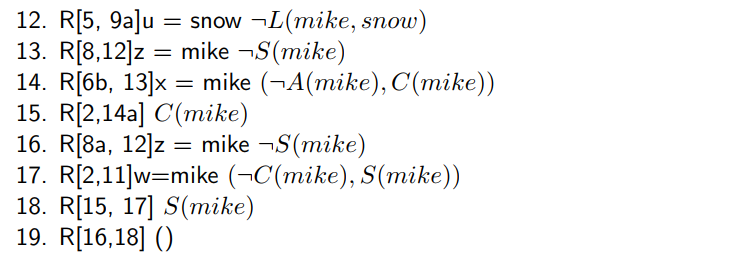 12. R[5, 9a]u = snow ¬L(mike, snow)
13. R[8,12]z = mike ¬S(mike)
14. R[6b, 13]x = mike (¬A(mike), C(mike))
15. R[2,14a] C(mike)
16. R[8a, 12]z = mike ¬S(mike)
17. R[2,11]w=mike (¬C(mike), S(mike))
18. R[15, 17] S(mike)
19. R[16,18] ()